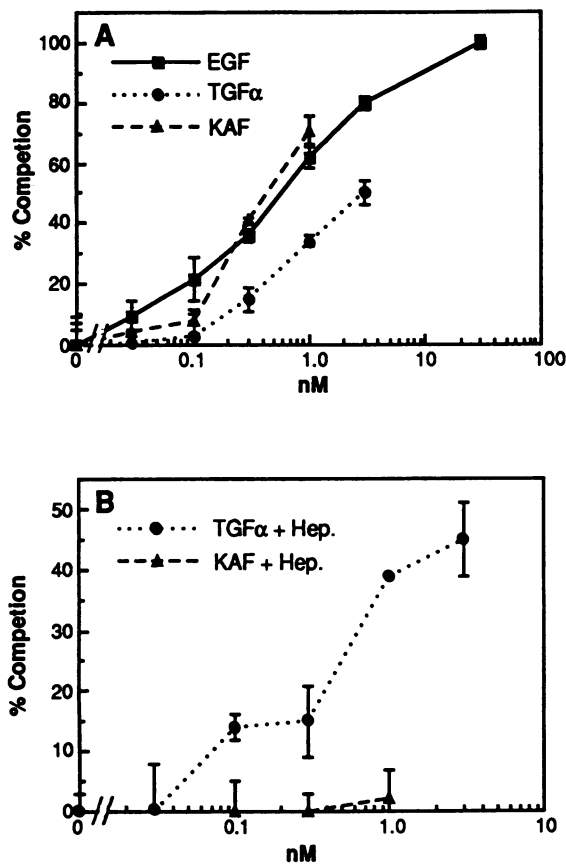 A
EGF
TGFα
KAF
% Competion
100
80
60
40
20
0
0 0.1 1.0 10 100
nM
B
TGFα + Hep.
KAF + Hep.
% Competion
50
40
30
20
10
0
0 0.1 1.0 10
nM